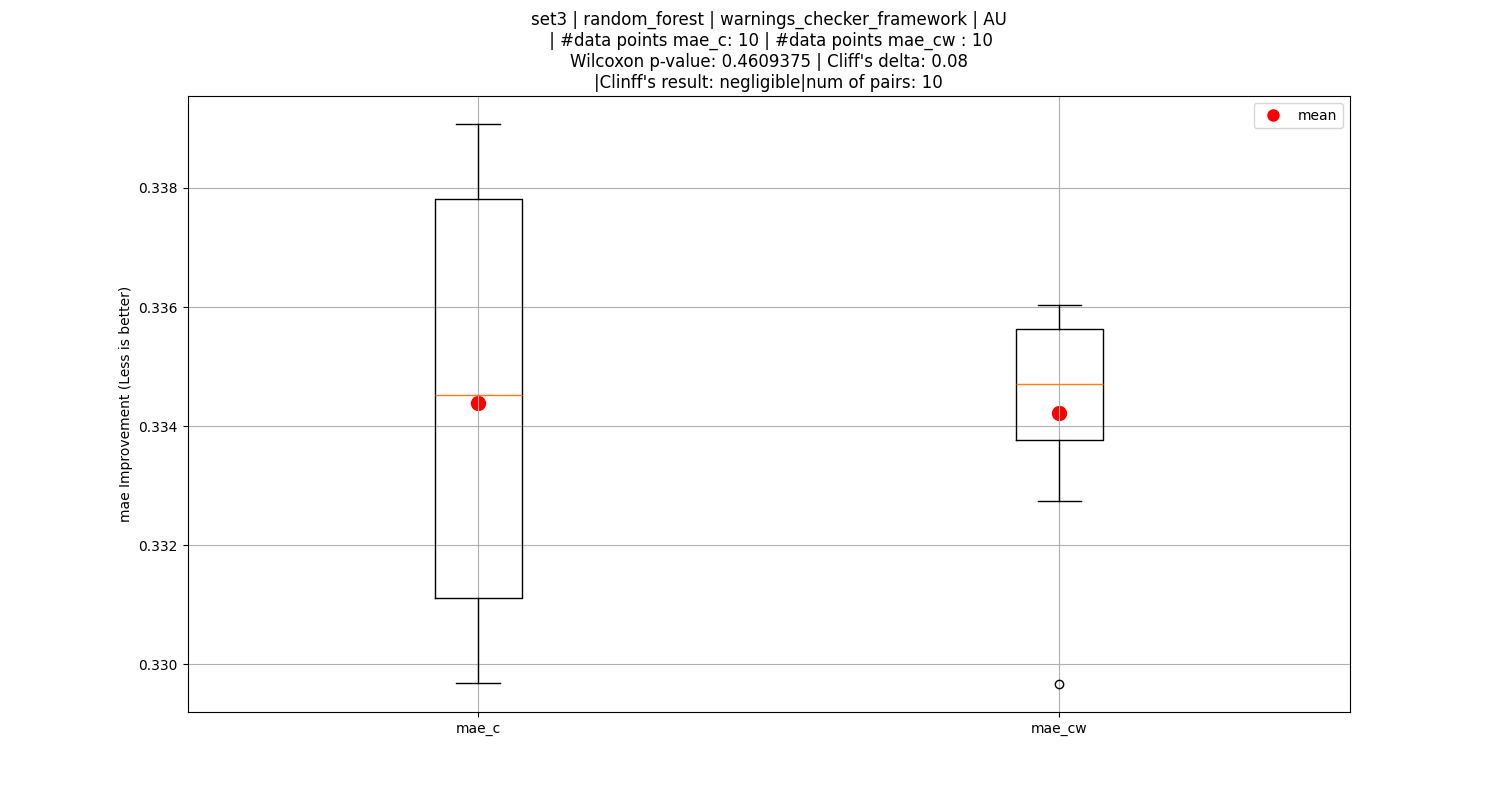 set3 | random_forest | warnings_checker_framework | AU
| #data points mae_c: 10 | #data points mae_cw : 10
Wilcoxon p-value: 0.4609375 | Cliff's delta: 0.08
|Clinff's result: negligible|num of pairs: 10
mean
mae Improvement (Less is better)
0.338
0.336
0.334
0.332
0.330
mae_c
mae_cw